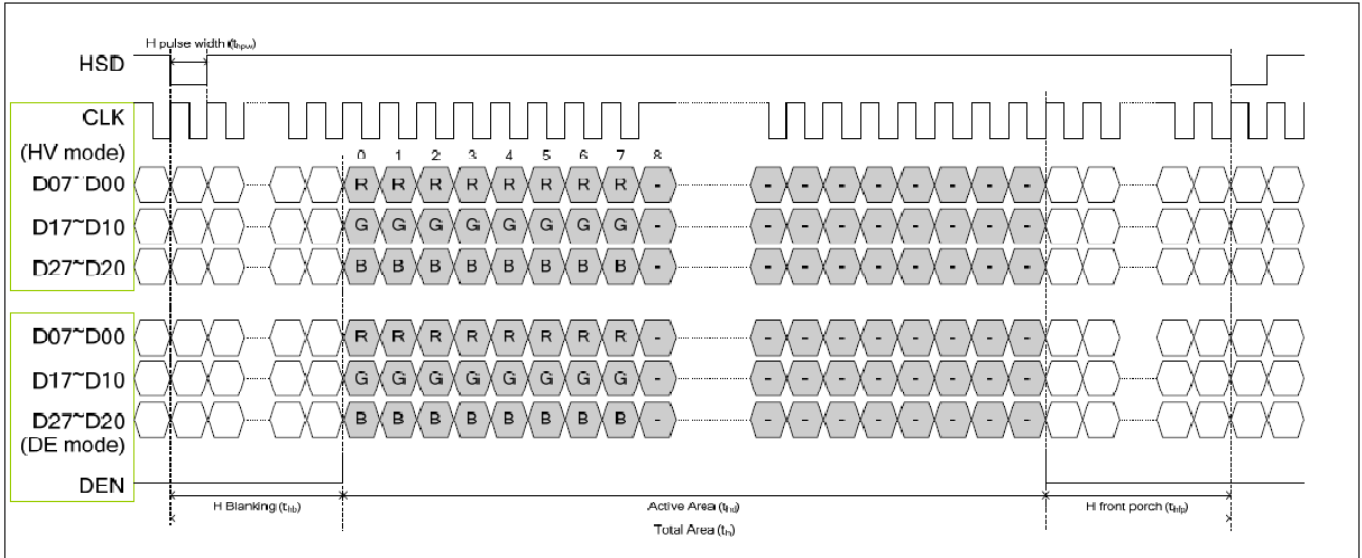 H pulse width (thpw)
HSD
CLK
(HV mode)
0 1 2 3 4 5 6 7 8
D07~D00 R R R R R R R R - - - - - - - - -
D17~D10 G G G G G G G G - - - - - - - - -
D27~D20 B B B B B B B B - - - - - - - - -
D07~D00 R R R R R R R R - - - - - - - - -
D17~D10 G G G G G G G G - - - - - - - - -
D27~D20 B B B B B B B B - - - - - - - - -
(DE mode)
DEN
H Blanking (thb) Active Area (thd) H front porch (thfp)
Total Area (th)